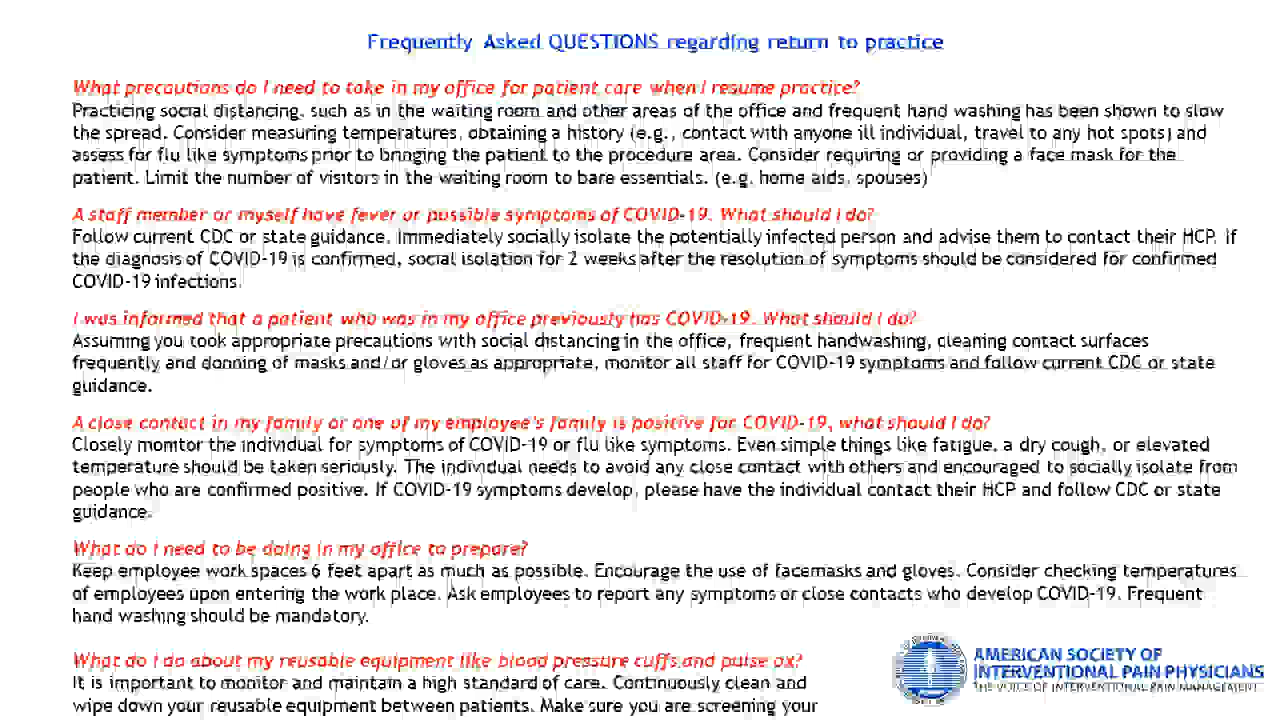 Frequently Asked QUESTIONS regarding return to practice
What precautions do I need to take in my office for patient care when I resume practice?
Practicing social distancing, such as in the waiting room and other areas of the office and frequent hand washing has been shown to slow
the spread. Consider measuring temperatures, obtaining a history (e.g., contact with anyone ill individual, travel to any hot spots) and
assess for flu like symptoms prior to bringing the patient to the procedure area. Consider requiring or providing a face mask for the
patient. Limit the number of visitors in the waiting room to bare essentials. (e.g. home aids, spouses)
A staff member or myself have fever or possible symptoms of COVID-19. What should I do?
Follow current CDC or state guidance. Immediately socially isolate the potentially infected person and advise them to contact their HCP. If
the diagnosis of COVID-19 is confirmed, social isolation for 2 weeks after the resolution of symptoms should be considered for confirmed
COVID-19 infections.
I was informed that a patient who was in my office previously has COVID-19. What should I do?
Assuming you took appropriate precautions with social distancing in the office, frequent handwashing, cleaning contact surfaces
frequently and donning of masks and/or gloves as appropriate, monitor all staff for COVID-19 symptoms and follow current CDC or state
guidance.
A close contact in my family or one of my employee's family is positive for COVID-19, what should I do?
Closely monitor the individual for symptoms of COVID-19 or flu like symptoms. Even simple things like fatigue, a dry cough, or elevated
temperature should be taken seriously. The individual needs to avoid any close contact with others and encouraged to socially isolate from
people who are confirmed positive. If COVID-19 symptoms develop, please have the individual contact their HCP and follow CDC or state
guidance.
What do I need to be doing in my office to prepare?
Keep employee work spaces 6 feet apart as much as possible. Encourage the use of facemasks and gloves. Consider checking temperatures
of employees upon entering the work place. Ask employees to report any symptoms or close contacts who develop COVID-19. Frequent
hand washing should be mandatory.
What do I do about my reusable equipment like blood pressure cuffs and pulse ox?
It is important to monitor and maintain a high standard of care. Continuously clean and
wipe down your reusable equipment between patients. Make sure you are screening your
AMERICAN SOCIETY OF
INTERVENTIONAL PAIN PHYSICIANS
THE VOICE OF INTERVENTIONAL PAIN MANAGEMENT